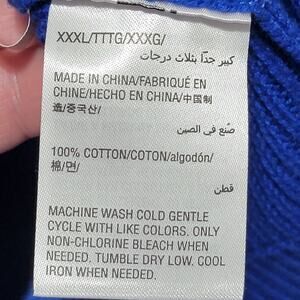 XXXL/TTTG/XXXG/
كبير جدًا بثلاث درجات
MADE IN CHINA/FABRIQUÉ EN
CHINE/HECHO EN CHINA/中国制
造/중국산/
صُنع في الصين
100% COTTON/COTON/algodón/
棉/면/
قطن
MACHINE WASH COLD GENTLE
CYCLE WITH LIKE COLORS. ONLY
NON-CHLORINE BLEACH WHEN
NEEDED. TUMBLE DRY LOW. COOL
IRON WHEN NEEDED.